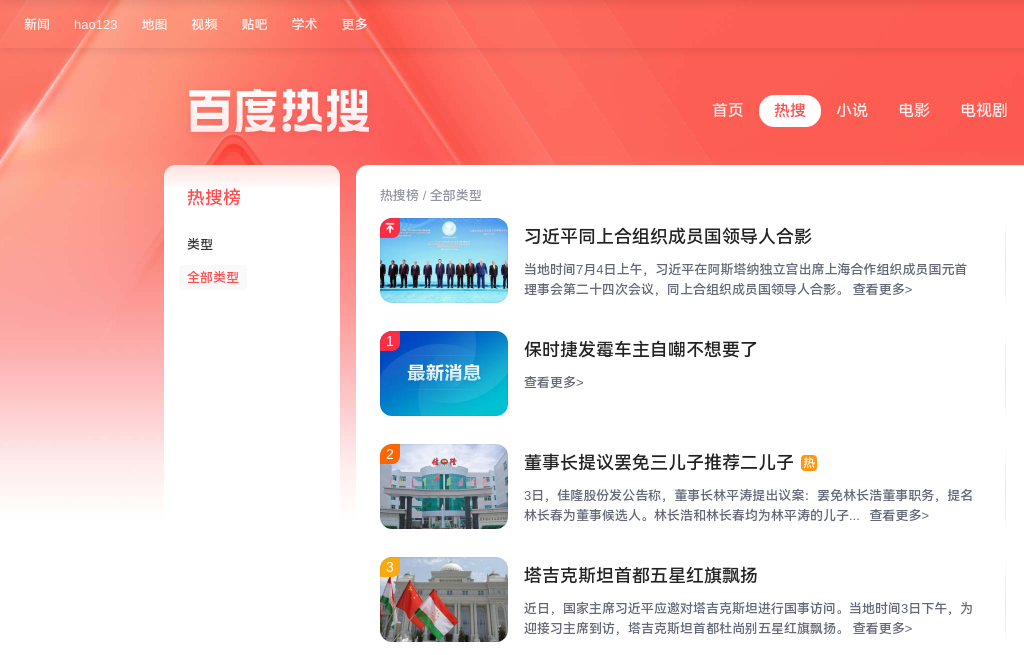 新闻 hao123 地图 视频 贴吧 学术 更多
百度热搜
首页 热搜 小说 电影 电视剧
热搜榜
类型
全部类型
热搜榜 / 全部类型
习近平同上合组织成员国领导人合影
当地时间7月4日上午，习近平在阿斯塔纳独立宫出席上海合作组织成员国元首
理事会第二十四次会议，同上合组织成员国领导人合影。 查看更多>
1
最新消息
保时捷发霉车主自嘲不想要了
查看更多>
2
董事长提议罢免三儿子推荐二儿子 热
3日，佳隆股份发公告称，董事长林平涛提出议案：罢免林长浩董事职务，提名
林长春为董事候选人。林长浩和林长春均为林平涛的儿子... 查看更多>
3
塔吉克斯坦首都五星红旗飘扬
近日，国家主席习近平应邀对塔吉克斯坦进行国事访问。当地时间3日下午，为
迎接习主席到访，塔吉克斯坦首都杜尚别五星红旗飘扬。 查看更多>